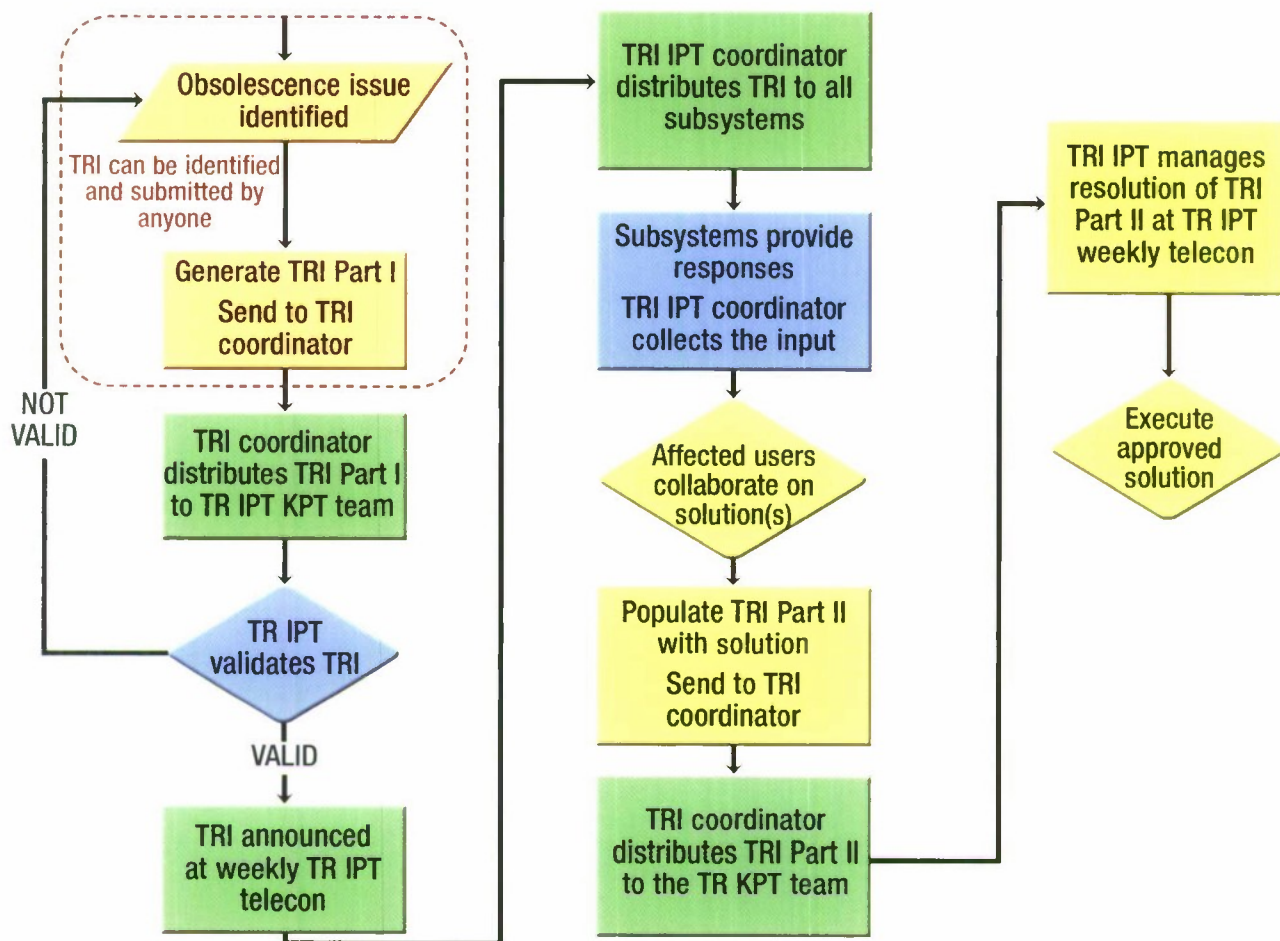 Obsolescence issue
identified
TRI can be identified
and submitted by
anyone
Generate TRI Part I
Send to TRI
coordinator
NOT
VALID
TRI coordinator
distributes TRI Part I
to TR IPT KPT team
TR IPT
validates TRI
VALID
TRI announced
at weekly TR IPT
telecon
TRI IPT coordinator
distributes TRI to all
subsystems
Subsystems provide
responses
TRI IPT coordinator
collects the input
Affected users
collaborate on
solution(s)
Populate TRI Part II
with solution
Send to TRI
coordinator
TRI coordinator
distributes TRI Part II
to the TR KPT team
TRI IPT manages
resolution of TRI
Part II at TR IPT
weekly telecon
Execute
approved
solution